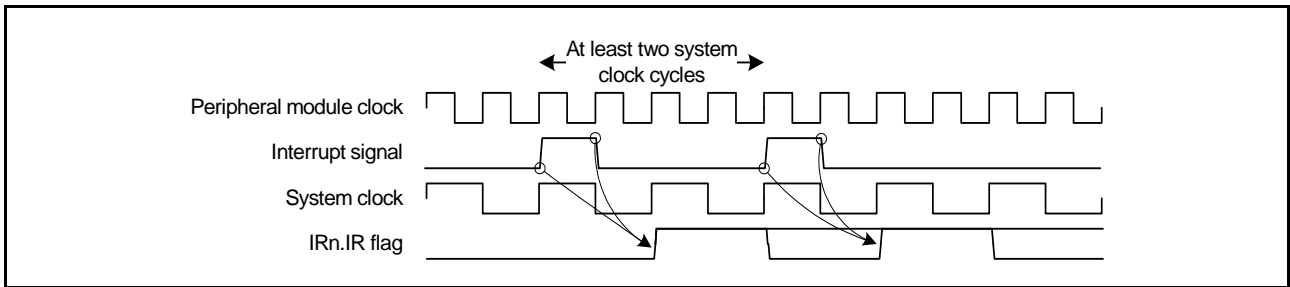 At least two system
clock cycles
Peripheral module clock
Interrupt signal
System clock
IRn.IR flag